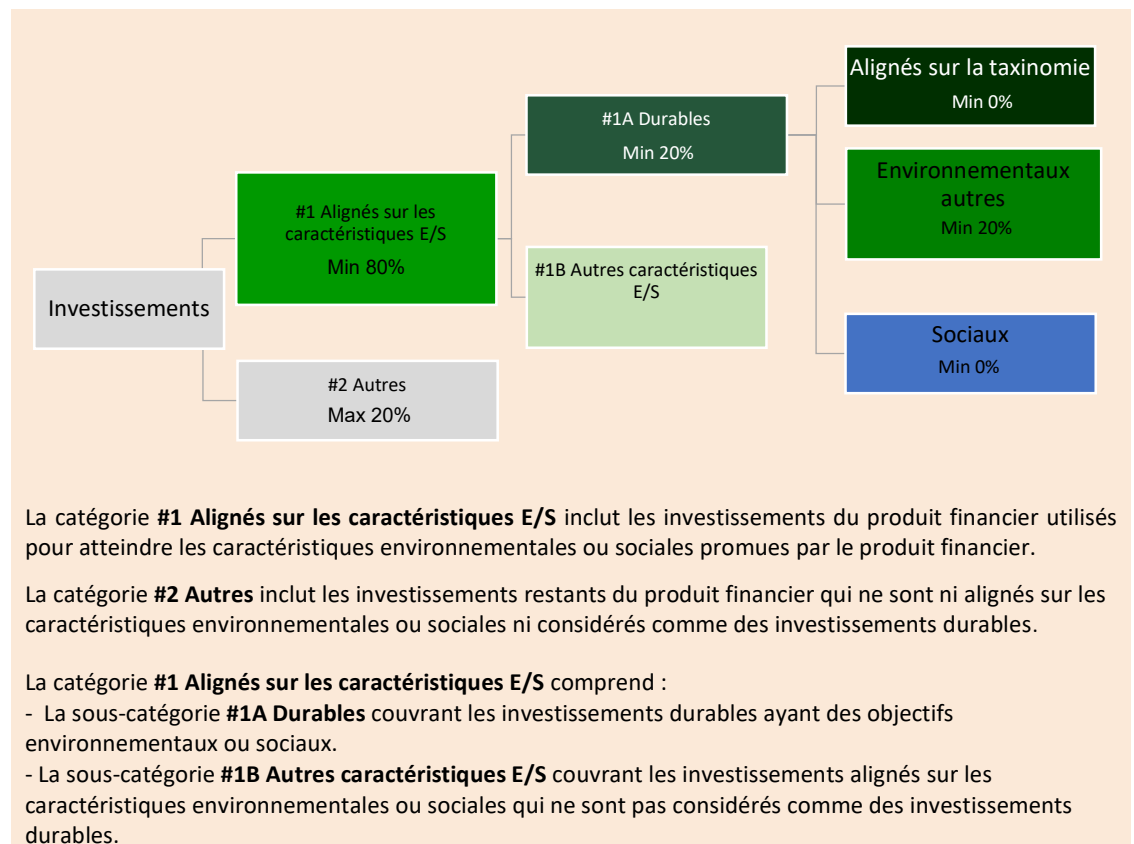 Alignés sur la taxinomie
Min 0%
#1A Durables
Min 20%
Environnementaux
autres
Min 20%
#1 Alignés sur les
caractéristiques E/S
Min 80%
#1B Autres caractéristiques
E/S
Investissements
Sociaux
Min 0%
#2 Autres
Max 20%
La catégorie #1 Alignés sur les caractéristiques E/S inclut les investissements du produit financier utilisés
pour atteindre les caractéristiques environnementales ou sociales promues par le produit financier.
La catégorie #2 Autres inclut les investissements restants du produit financier qui ne sont ni alignés sur les
caractéristiques environnementales ou sociales ni considérés comme des investissements durables.
La catégorie #1 Alignés sur les caractéristiques E/S comprend :
- La sous-catégorie #1A Durables couvrant les investissements durables ayant des objectifs
environnementaux ou sociaux.
- La sous-catégorie #1B Autres caractéristiques E/S couvrant les investissements alignés sur les
caractéristiques environnementales ou sociales qui ne sont pas considérés comme des investissements
durables.